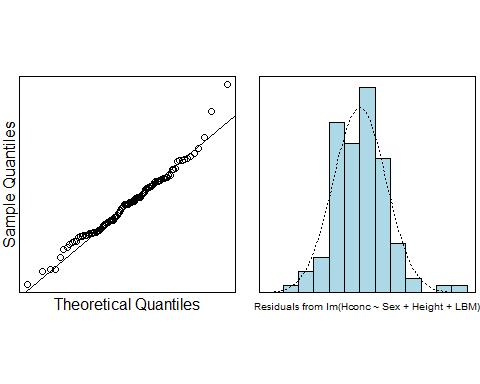 Sample Quantiles
Theoretical Quantiles
Residuals from lm(Hconc ~ Sex + Height + LBM)